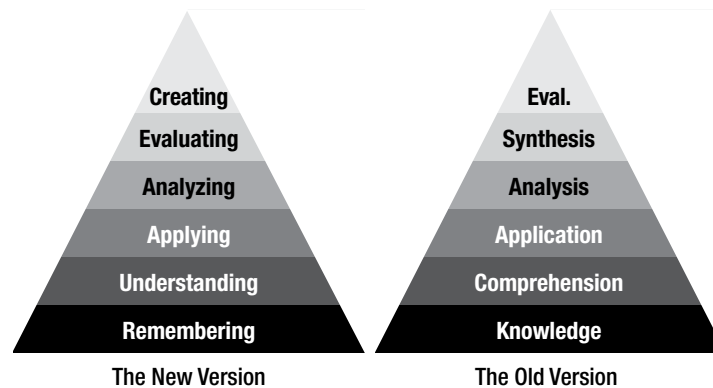 Creating
Evaluating
Analyzing
Applying
Understanding
Remembering
The New Version
Eval.
Synthesis
Analysis
Application
Comprehension
Knowledge
The Old Version